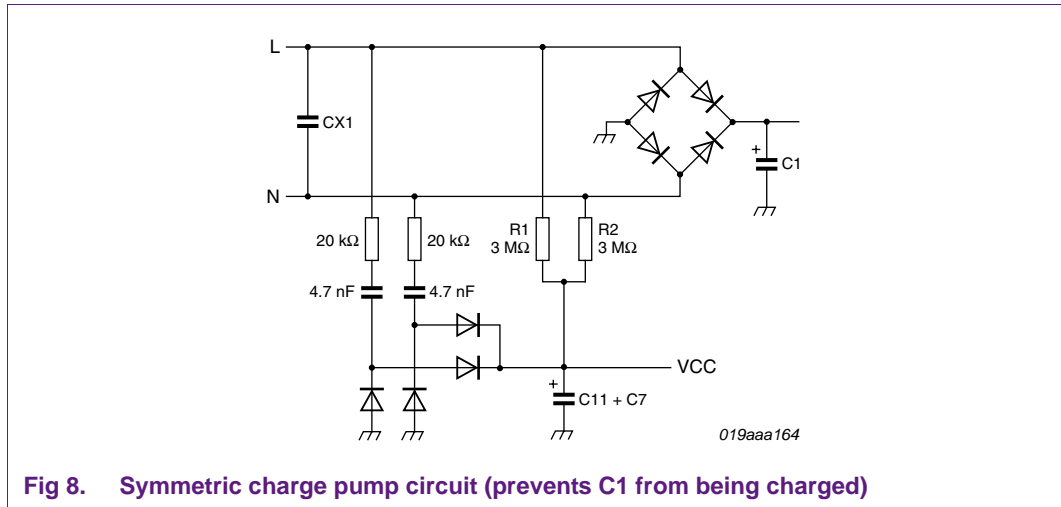 L
CX1
+
C1
N
20 kΩ
20 kΩ
R1
3 MΩ
R2
3 MΩ
4.7 nF
4.7 nF
VCC
+
C11 + C7
019aaa164
Fig 8. Symmetric charge pump circuit (prevents C1 from being charged)